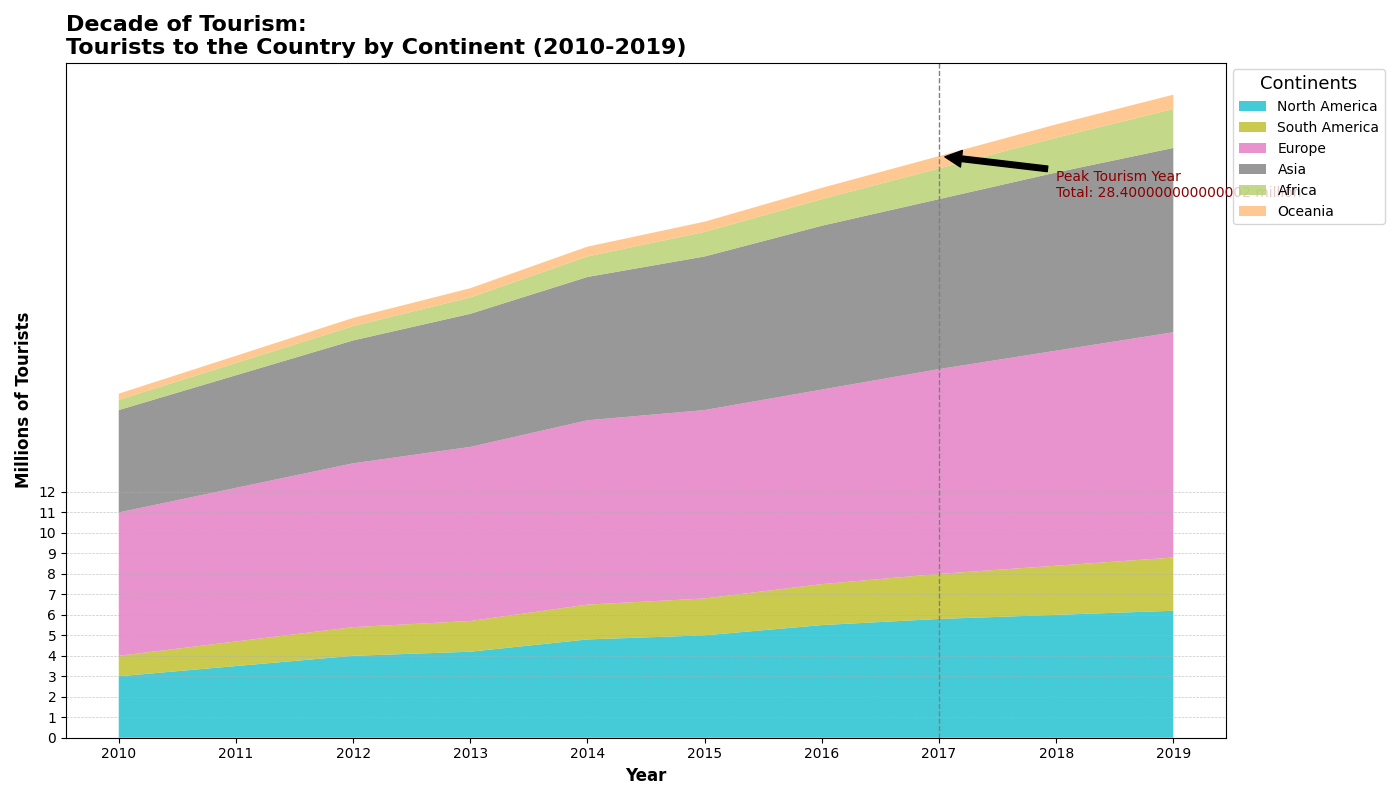 Decade of Tourism:
Tourists to the Country by Continent (2010-2019)
Continents
North America
South America
Europe
Asia
Africa
Oceania
Peak Tourism Year
Total: 28.400000000000002 million
Millions of Tourists
12
11
10
9
8
7
6
5
4
3
2
1
0
2010 2011 2012 2013 2014 2015 2016 2017 2018 2019
Year